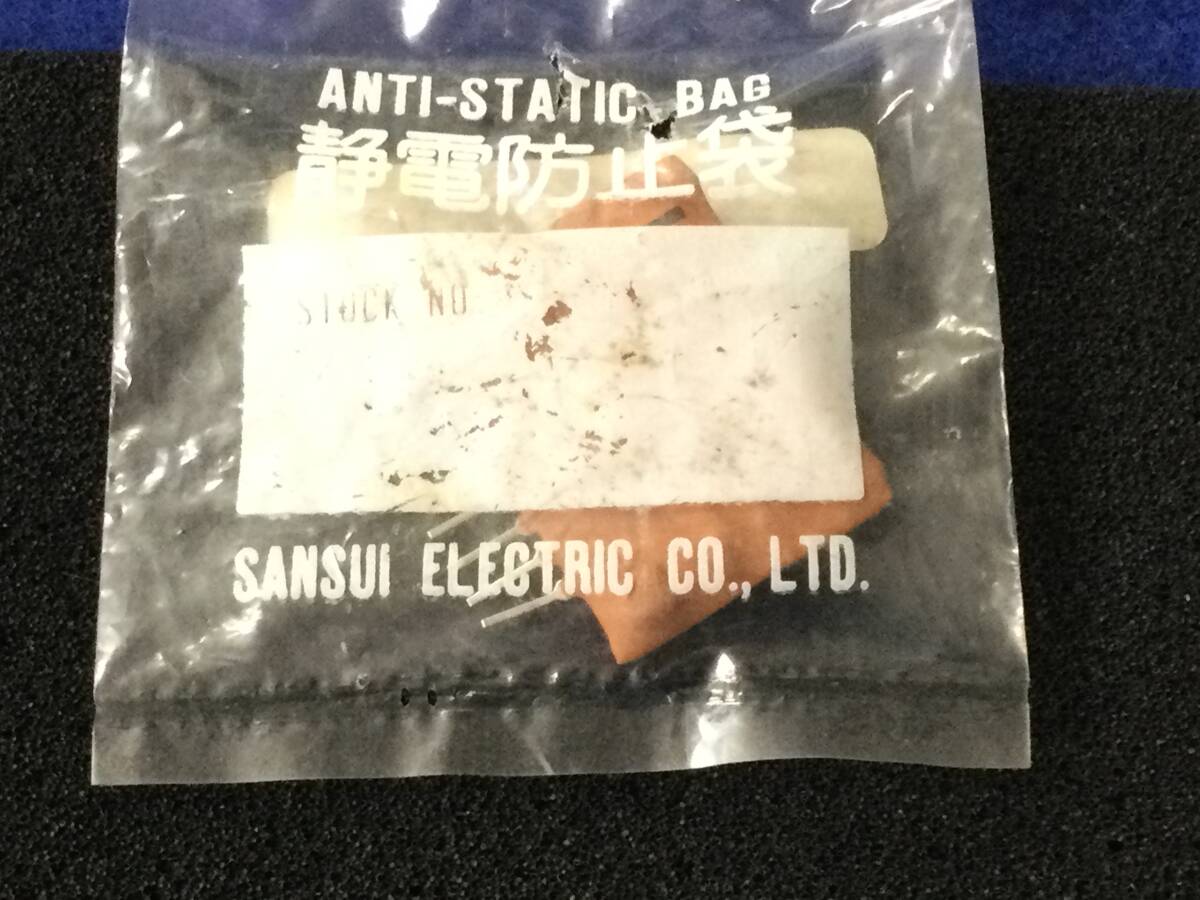 ANTI-STATIC BAG
静電防止袋
STOCK NO
SANSUI ELECTRIC CO., LTD.